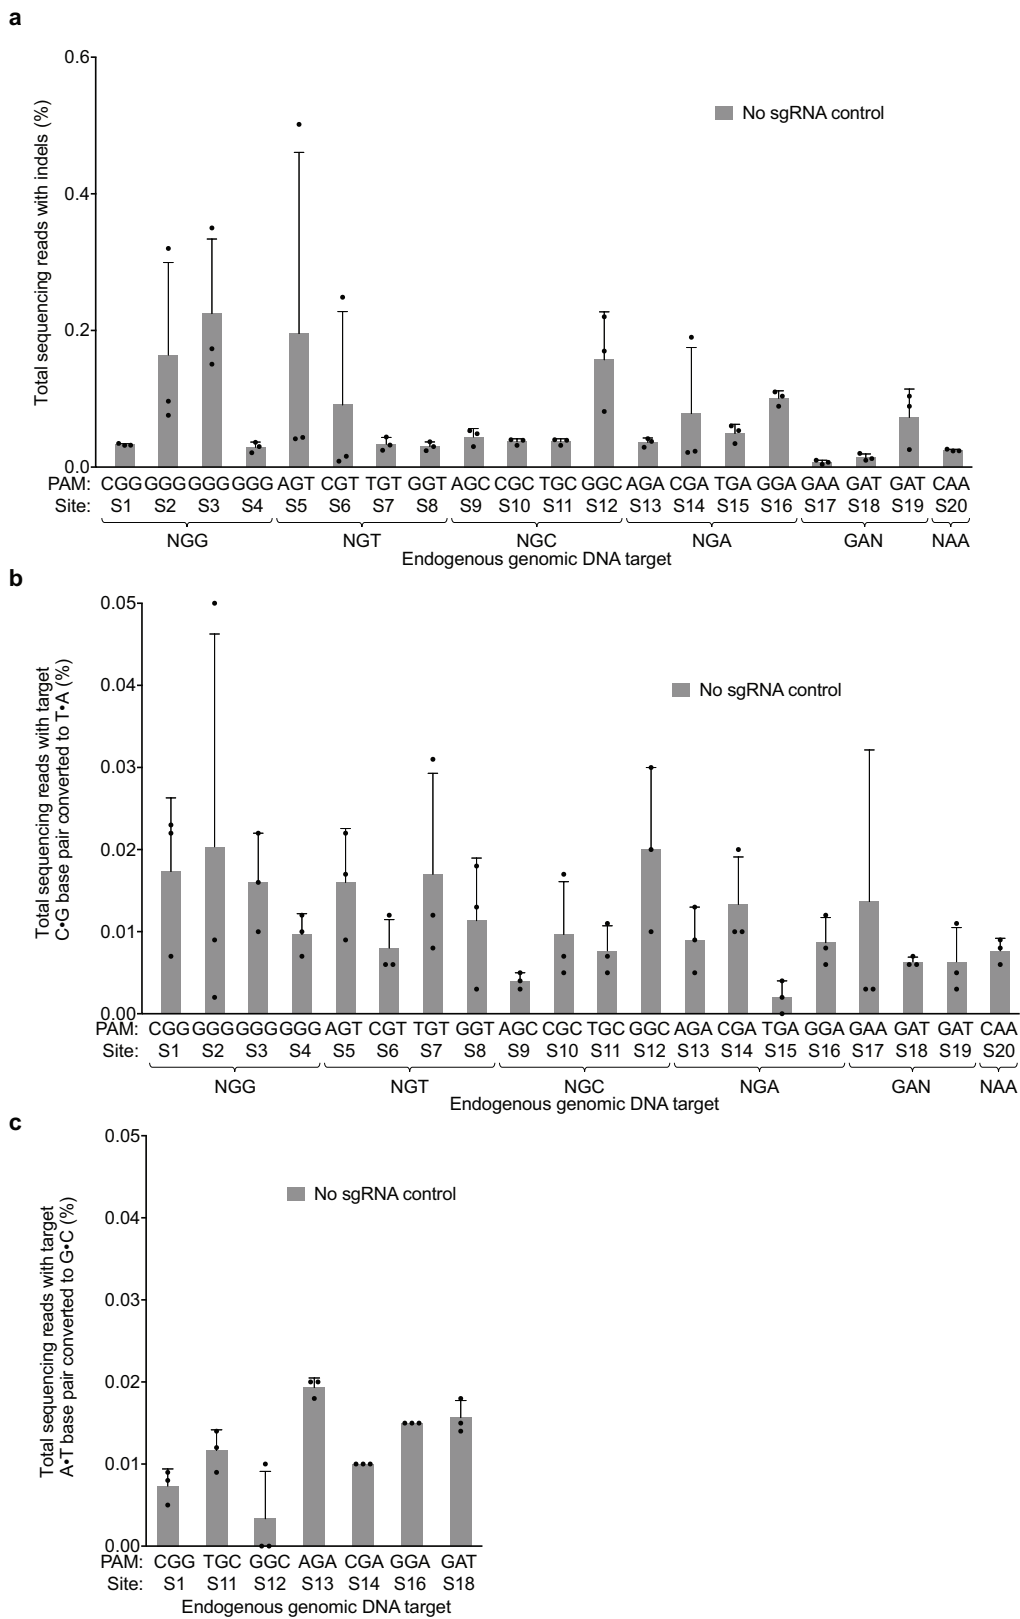 a
Total sequencing reads with indels (%)
0.6
0.4
0.2
0.0
No sgRNA control
PAM: CGG GGG GGG GGG AGT CGT TGT GGT AGC CGC TGC GGC AGA CGA TGA GGA GAA GAT GAT CAA
Site: S1 S2 S3 S4 S5 S6 S7 S8 S9 S10 S11 S12 S13 S14 S15 S16 S17 S18 S19 S20
NGG NGT NGC NGA GAN NAA
Endogenous genomic DNA target
b
Total sequencing reads with target
C•G base pair converted to T•A (%)
0.05
0.04
0.03
0.02
0.01
0.00
No sgRNA control
PAM: CGG GGG GGG GGG AGT CGT TGT GGT AGC CGC TGC GGC AGA CGA TGA GGA GAA GAT GAT CAA
Site: S1 S2 S3 S4 S5 S6 S7 S8 S9 S10 S11 S12 S13 S14 S15 S16 S17 S18 S19 S20
NGG NGT NGC NGA GAN NAA
Endogenous genomic DNA target
c
Total sequencing reads with target
A•T base pair converted to G•C (%)
0.05
0.04
0.03
0.02
0.01
0.00
No sgRNA control
PAM: CGG TGC GGC AGA CGA GGA GAT
Site: S1 S11 S12 S13 S14 S16 S18
Endogenous genomic DNA target